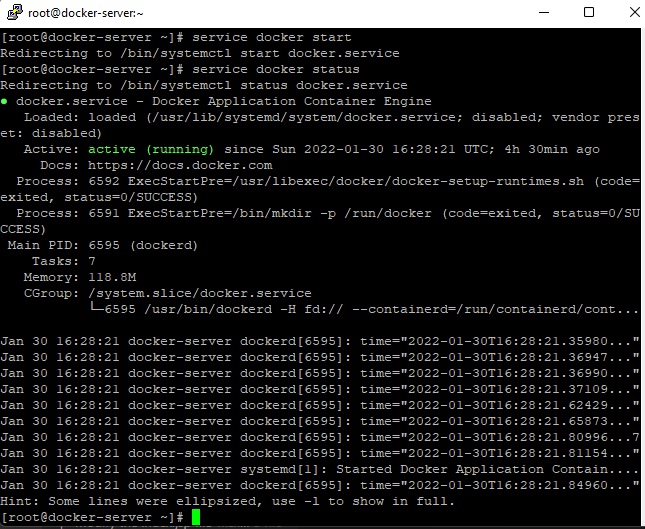 root@docker-server:~
[root@docker-server ~]# service docker start
Redirecting to /bin/systemctl start docker.service
[root@docker-server ~]# service docker status
Redirecting to /bin/systemctl status docker.service
● docker.service - Docker Application Container Engine
Loaded: loaded (/usr/lib/systemd/system/docker.service; disabled; vendor pres
et: disabled)
Active: active (running) since Sun 2022-01-30 16:28:21 UTC; 4h 30min ago
Docs: https://docs.docker.com
Process: 6592 ExecStartPre=/usr/libexec/docker/docker-setup-runtimes.sh (code=
exited, status=0/SUCCESS)
Process: 6591 ExecStartPre=/bin/mkdir -p /run/docker (code=exited, status=0/SU
CCESS)
Main PID: 6595 (dockerd)
Tasks: 7
Memory: 118.8M
CGroup: /system.slice/docker.service
└─6595 /usr/bin/dockerd -H fd:// --containerd=/run/containerd/cont...
Jan 30 16:28:21 docker-server dockerd[6595]: time="2022-01-30T16:28:21.35980..."
Jan 30 16:28:21 docker-server dockerd[6595]: time="2022-01-30T16:28:21.36947..."
Jan 30 16:28:21 docker-server dockerd[6595]: time="2022-01-30T16:28:21.36990..."
Jan 30 16:28:21 docker-server dockerd[6595]: time="2022-01-30T16:28:21.37109..."
Jan 30 16:28:21 docker-server dockerd[6595]: time="2022-01-30T16:28:21.62429..."
Jan 30 16:28:21 docker-server dockerd[6595]: time="2022-01-30T16:28:21.65873..."
Jan 30 16:28:21 docker-server dockerd[6595]: time="2022-01-30T16:28:21.80996...7
Jan 30 16:28:21 docker-server dockerd[6595]: time="2022-01-30T16:28:21.81154..."
Jan 30 16:28:21 docker-server systemd[1]: Started Docker Application Contain....
Jan 30 16:28:21 docker-server dockerd[6595]: time="2022-01-30T16:28:21.84960..."
Hint: Some lines were ellipsized, use -l to show in full.
[root@docker-server ~]#